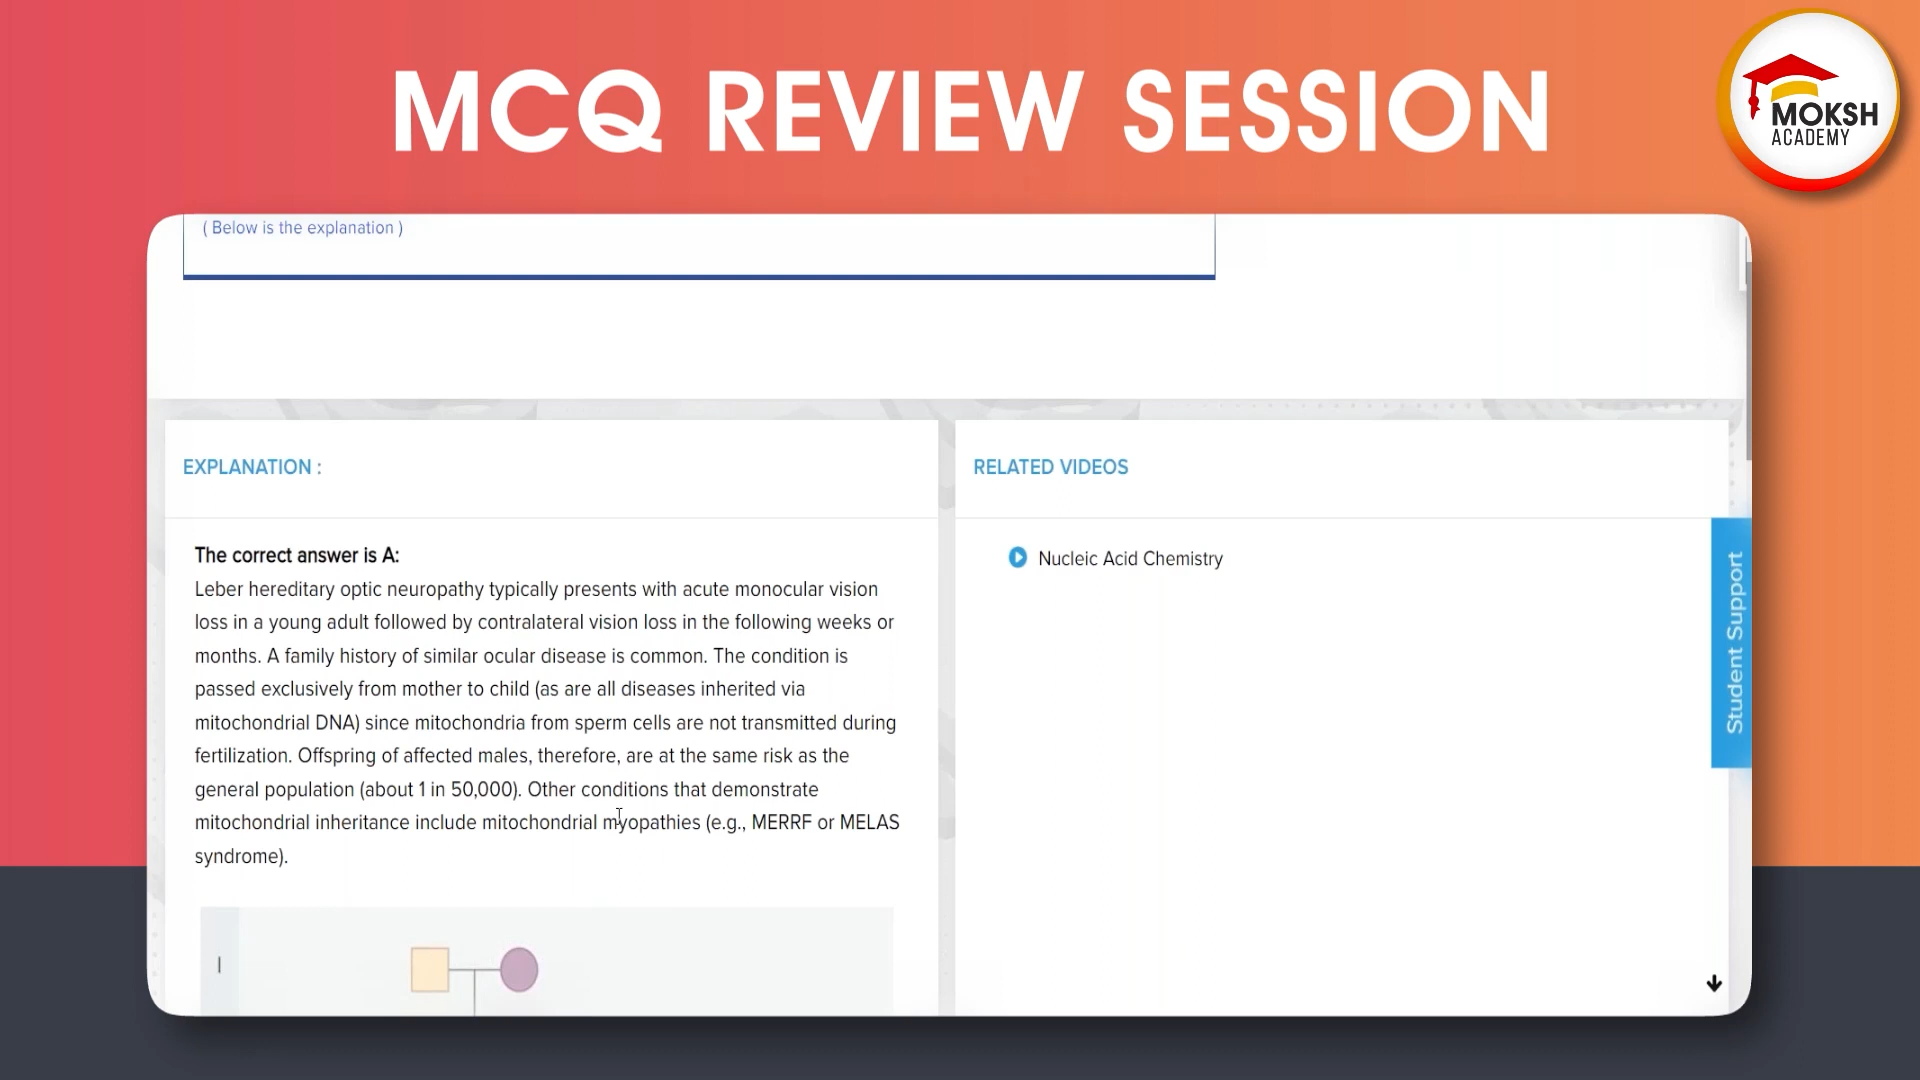 MCQ REVIEW SESSION
MOKSH
ACADEMY
( Below is the explanation )
EXPLANATION :
The correct answer is A:
Leber hereditary optic neuropathy typically presents with acute monocular vision
loss in a young adult followed by contralateral vision loss in the following weeks or
months. A family history of similar ocular disease is common. The condition is
passed exclusively from mother to child (as are all diseases inherited via
mitochondrial DNA) since mitochondria from sperm cells are not transmitted during
fertilization. Offspring of affected males, therefore, are at the same risk as the
general population (about 1 in 50,000). Other conditions that demonstrate
mitochondrial inheritance include mitochondrial myopathies (e.g., MERRF or MELAS
syndrome).
I
RELATED VIDEOS
Nucleic Acid Chemistry
Student Support